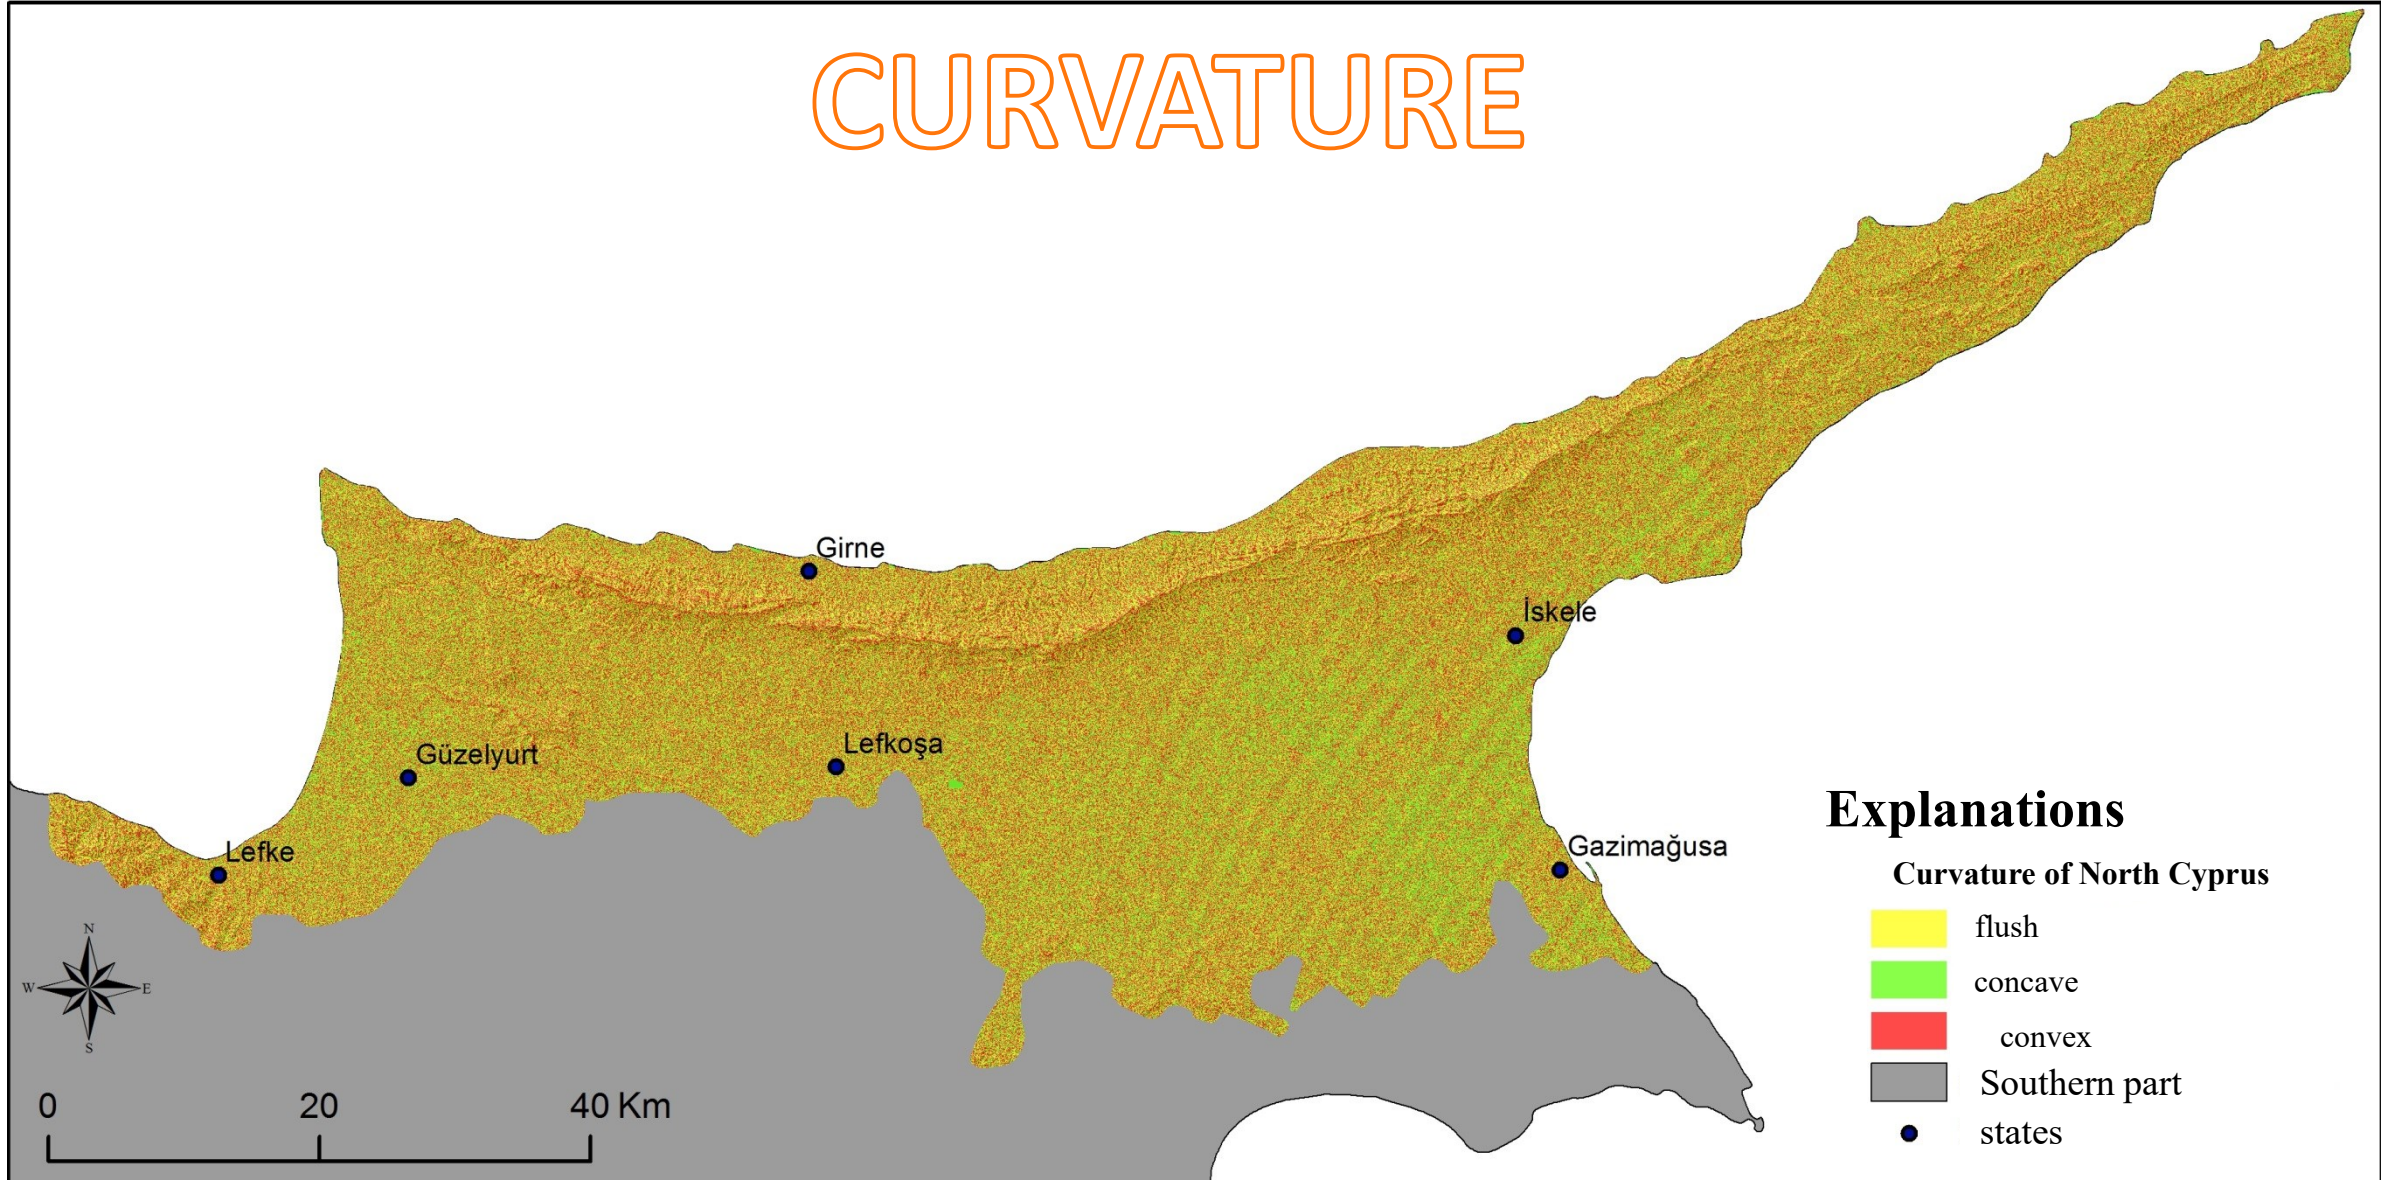 CURVATURE
Girne
İskele
Lefkoşa
Güzelyurt
Gazimağusa
Lefke
Explanations
Curvature of North Cyprus
flush
concave
convex
Southern part
states
N
W E
S
0 20 40 Km